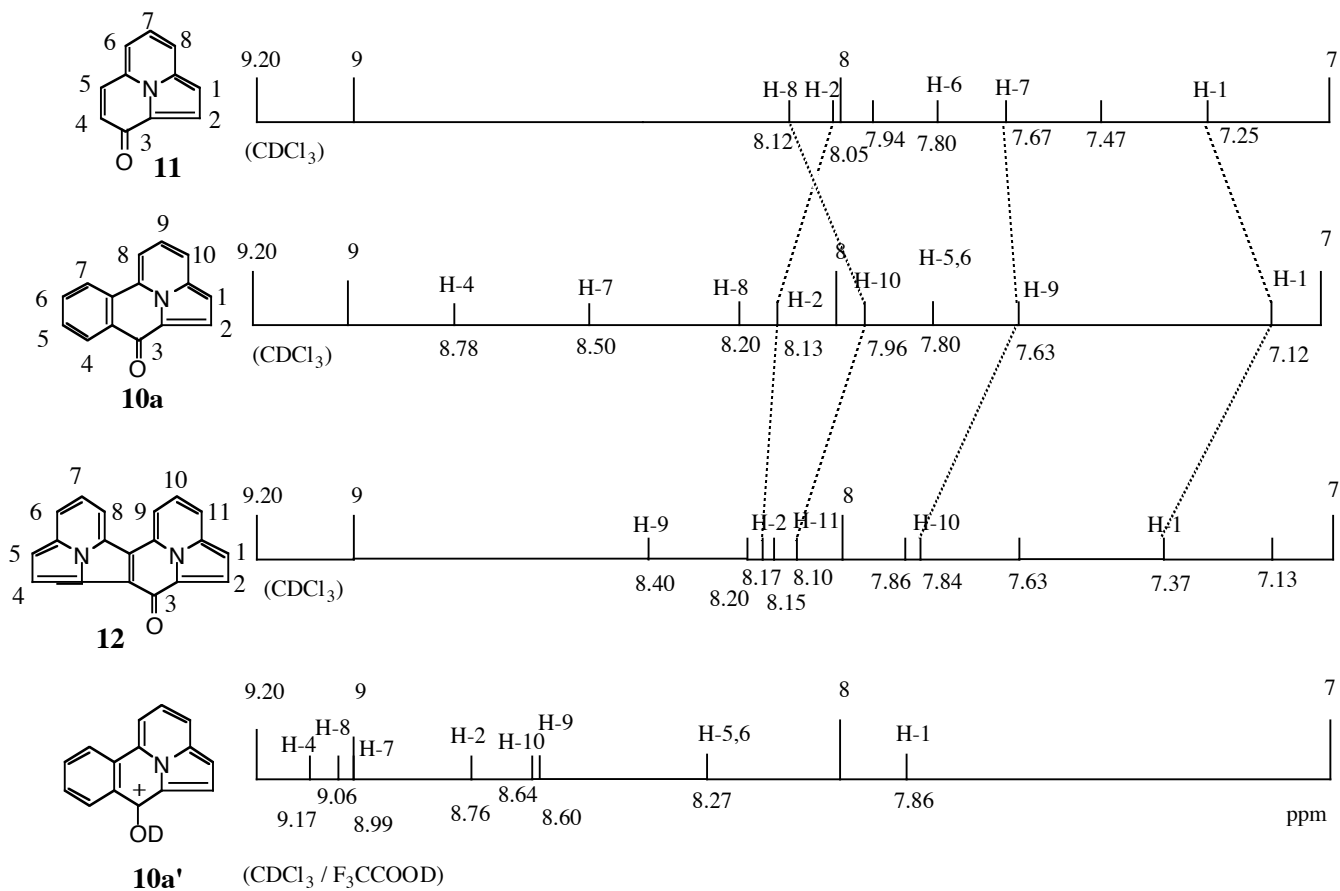 7
6 8
N
5 1
4 2
3
O
11
9.20 9 8 7
H-8 H-2 H-6 H-7 H-1
8.12 8.05 7.94 7.80 7.67 7.47 7.25
(CDCl3)
9
8 10
7
N
6 1
5 2
4 3
O
10a
9.20 9 8 7
H-4 H-7 H-8 H-2 H-10 H-5,6 H-9 H-1
8.78 8.50 8.20 8.13 7.96 7.80 7.63 7.12
(CDCl3)
7 10
6 8 9 11
5 N N 1
4 2
3
O
12
9.20 9 8 7
H-9 H-2 H-11 H-10 H-1
8.40 8.20 8.17 8.15 8.10 7.86 7.84 7.63 7.37 7.13
(CDCl3)
N
+
OD
10a'
9.20 9 8 7
H-4 H-8 H-7 H-2 H-10 H-9 H-5,6 H-1
9.17 9.06 8.99 8.76 8.64 8.60 8.27 7.86
ppm
(CDCl3 / F3CCOOD)